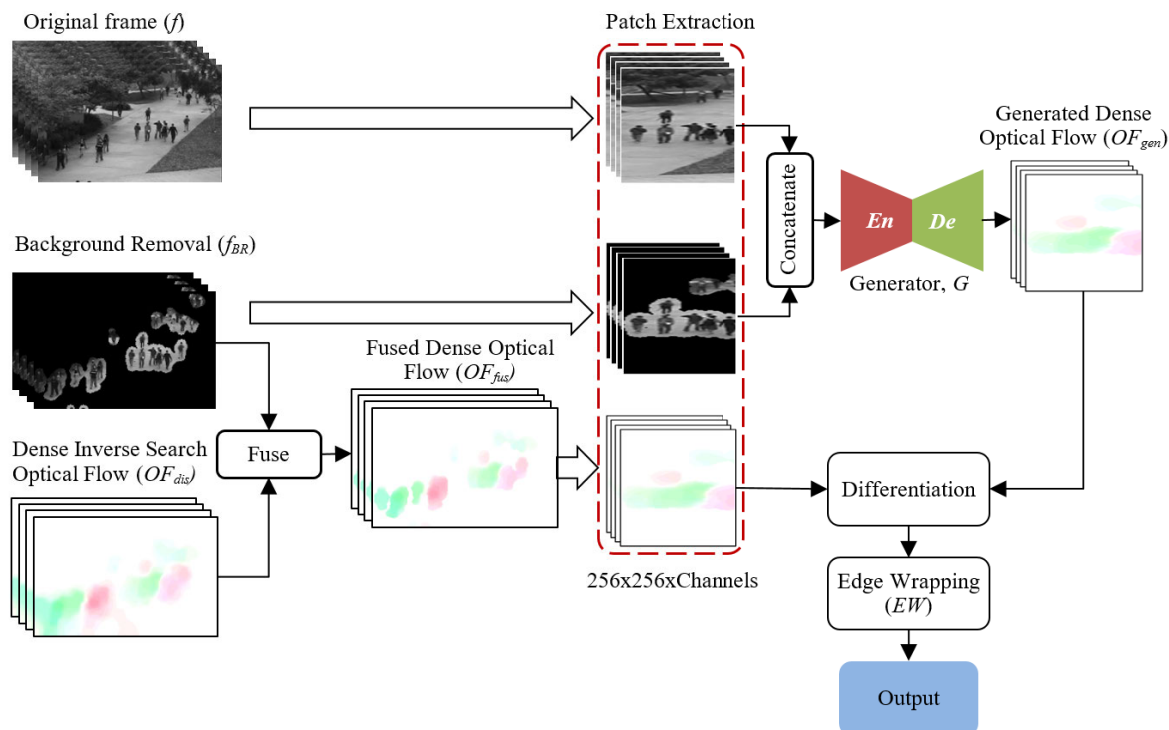 Original frame (f)
Patch Extraction
Generated Dense
Optical Flow (OFgen)
Concatenate
En
De
Generator, G
Background Removal (fBR)
Fused Dense Optical
Flow (OFfus)
Dense Inverse Search
Optical Flow (OFdis)
Fuse
Differentiation
256x256xChannels
Edge Wrapping
(EW)
Output